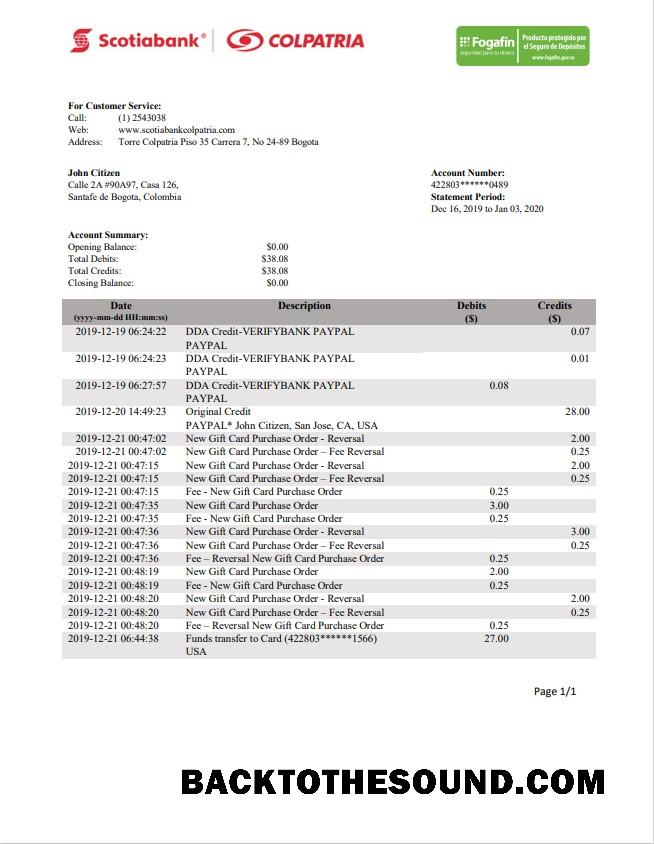 Scotiabank® COLPATRIA
Fogafín
Seguridad para tu dinero
Producto protegido por
el Seguro de Depósitos
www.fogafin.gov.co
For Customer Service:
Call: (1) 2543038
Web: www.scotiabankcolpatria.com
Address: Torre Colpatria Piso 35 Carrera 7, No 24-89 Bogota
John Citizen
Calle 2A #90A97, Casa 126,
Santafe de Bogota, Colombia
Account Number:
422803******0489
Statement Period:
Dec 16, 2019 to Jan 03, 2020
Account Summary:
Opening Balance: $0.00
Total Debits: $38.08
Total Credits: $38.08
Closing Balance: $0.00
Date Description Debits Credits
(yyyy-mm-dd HH:mm:ss) ($) ($)
2019-12-19 06:24:22 DDA Credit-VERIFYBANK PAYPAL 0.07
PAYPAL
2019-12-19 06:24:23 DDA Credit-VERIFYBANK PAYPAL 0.01
PAYPAL
2019-12-19 06:27:57 DDA Credit-VERIFYBANK PAYPAL 0.08
PAYPAL
2019-12-20 14:49:23 Original Credit 28.00
PAYPAL* John Citizen, San Jose, CA, USA
2019-12-21 00:47:02 New Gift Card Purchase Order - Reversal 2.00
2019-12-21 00:47:02 New Gift Card Purchase Order – Fee Reversal 0.25
2019-12-21 00:47:15 New Gift Card Purchase Order - Reversal 2.00
2019-12-21 00:47:15 New Gift Card Purchase Order – Fee Reversal 0.25
2019-12-21 00:47:15 Fee - New Gift Card Purchase Order 0.25
2019-12-21 00:47:35 New Gift Card Purchase Order 3.00
2019-12-21 00:47:35 Fee - New Gift Card Purchase Order 0.25
2019-12-21 00:47:36 New Gift Card Purchase Order - Reversal 3.00
2019-12-21 00:47:36 New Gift Card Purchase Order – Fee Reversal 0.25
2019-12-21 00:47:36 Fee – Reversal New Gift Card Purchase Order 0.25
2019-12-21 00:48:19 New Gift Card Purchase Order 2.00
2019-12-21 00:48:19 Fee - New Gift Card Purchase Order 0.25
2019-12-21 00:48:20 New Gift Card Purchase Order - Reversal 2.00
2019-12-21 00:48:20 New Gift Card Purchase Order – Fee Reversal 0.25
2019-12-21 00:48:20 Fee – Reversal New Gift Card Purchase Order 0.25
2019-12-21 06:44:38 Funds transfer to Card (422803******1566) 27.00
USA
Page 1/1
BACKTOTHESOUND.COM